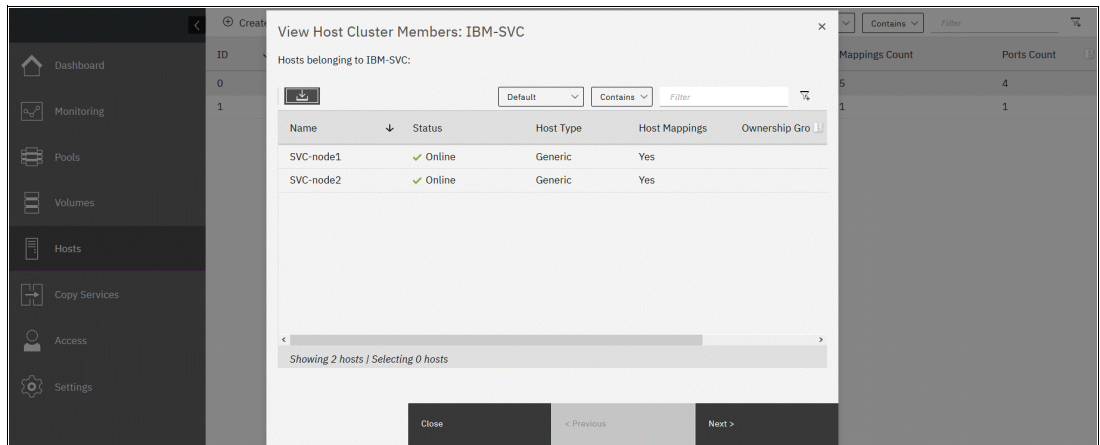 Create
Contains
Filter
ID
Mappings Count
Ports Count
0
5
4
1
1
1
Dashboard
Monitoring
Pools
Volumes
Hosts
Copy Services
Access
Settings
View Host Cluster Members: IBM-SVC
Hosts belonging to IBM-SVC:
Default
Contains
Filter
Name
Status
Host Type
Host Mappings
Ownership Gro
SVC-node1
Online
Generic
Yes
SVC-node2
Online
Generic
Yes
Showing 2 hosts / Selecting 0 hosts
Close
< Previous
Next >